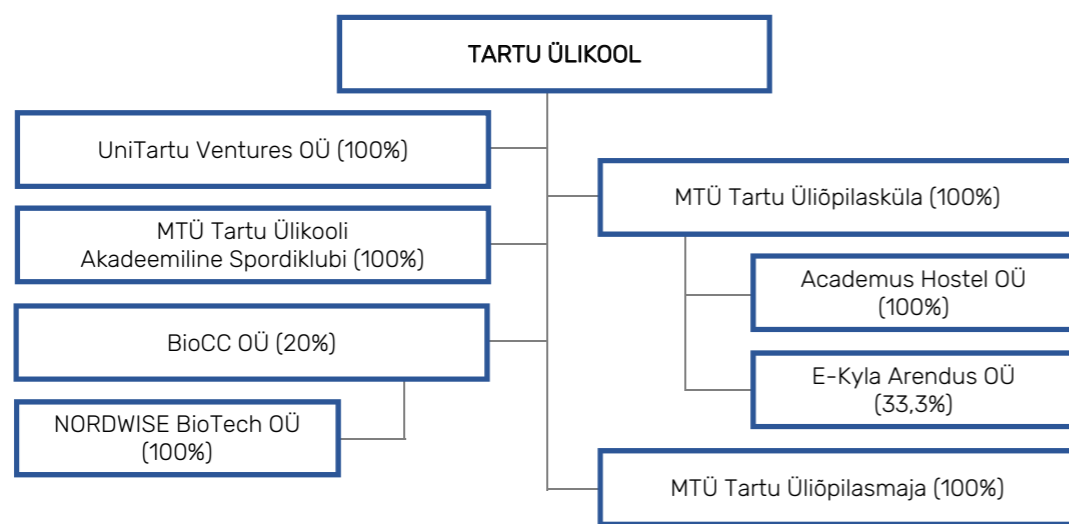 TARTU ÜLIKOOL
UniTartu Ventures OÜ (100%)
MTÜ Tartu Ülikooli
Akadeemiline Spordiklubi (100%)
BioCC OÜ (20%)
NORDWISE BioTech OÜ
(100%)
MTÜ Tartu Üliõpilasküla (100%)
Academus Hostel OÜ
(100%)
E-Kyla Arendus OÜ
(33,3%)
MTÜ Tartu Üliõpilasmaja (100%)